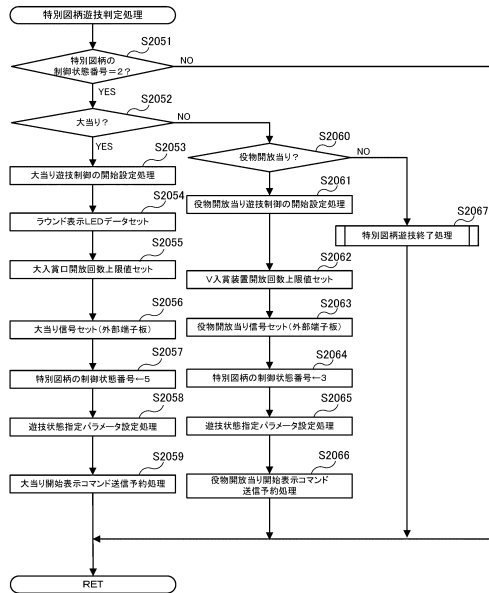 特別図柄遊技判定処理
S2051
特別図柄の
制御状態番号=2?
NO
YES
S2052
大当り?
NO
YES
S2053
大当り遊技制御の開始設定処理
S2054
ラウンド表示LEDデータセット
S2055
大入賞口開放回数上限値セット
S2056
大当り信号セット(外部端子板)
S2057
特別図柄の制御状態番号←5
S2058
遊技状態指定パラメータ設定処理
S2059
大当り開始表示コマンド送信予約処理
S2060
役物開放当り?
NO
YES
S2061
役物開放当り遊技制御の開始設定処理
S2062
V入賞装置開放回数上限値セット
S2063
役物開放当り信号セット(外部端子板)
S2064
特別図柄の制御状態番号←3
S2065
遊技状態指定パラメータ設定処理
S2066
役物開放当り開始表示コマンド
送信予約処理
S2067
特別図柄遊技終了処理
RET